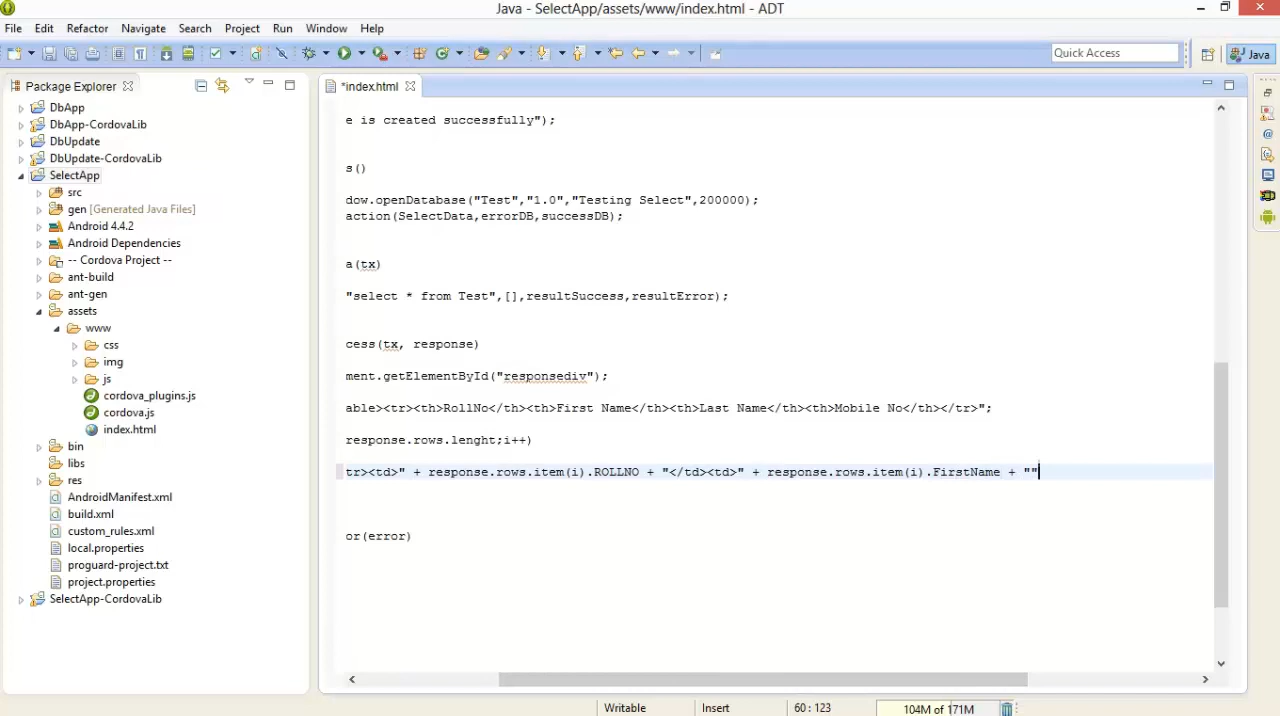 Java - SelectApp/assets/www/index.html - ADT
File Edit Refactor Navigate Search Project Run Window Help
Quick Access
Java
Package Explorer
*index.html
DbApp
DbApp-CordovaLib
DbUpdate
DbUpdate-CordovaLib
SelectApp
src
gen [Generated Java Files]
Android 4.4.2
Android Dependencies
-- Cordova Project --
ant-build
ant-gen
assets
www
css
img
js
cordova_plugins.js
cordova.js
index.html
bin
libs
res
AndroidManifest.xml
build.xml
custom_rules.xml
local.properties
proguard-project.txt
project.properties
SelectApp-CordovaLib
e is created successfully");
s()
dow.openDatabase("Test","1.0","Testing Select",200000);
action(SelectData,errorDB,successDB);
a(tx)
"select * from Test",[],resultSuccess,resultError);
cess(tx, response)
ment.getElementById("responsediv");
able><tr><th>RollNo</th><th>First Name</th><th>Last Name</th><th>Mobile No</th></tr>";
response.rows.lenght;i++)
tr><td>" + response.rows.item(i).ROLLNO + "</td><td>" + response.rows.item(i).FirstName + ""
or(error)
Writable Insert 60 : 123 104M of 171M